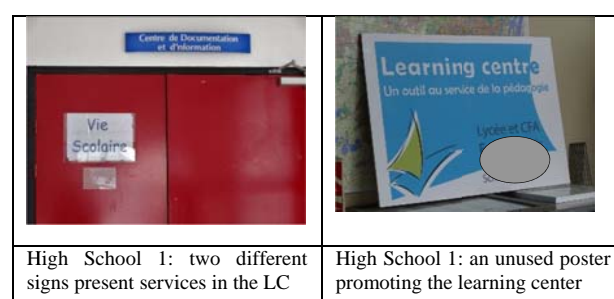 Centre de Documentation
et d'nformation
Vie
Scolaire
Learning centre
Un outil au service de la pédagogie
Lycée et CFA
High School 1: two different
signs present services in the LC
High School 1: an unused poster
promoting the learning center